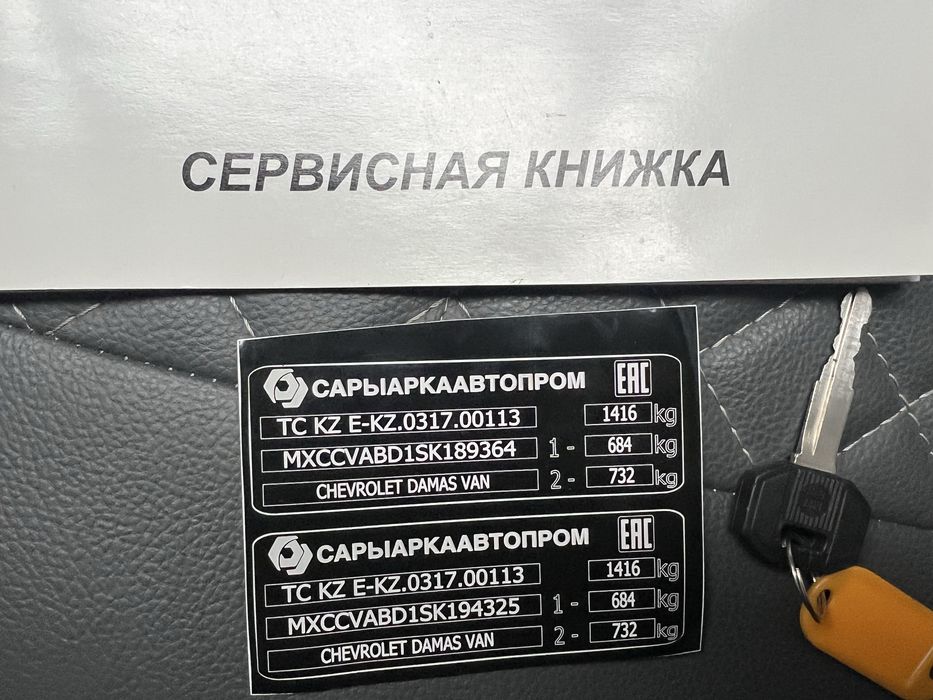 СЕРВИСНАЯ КНИЖКА
САРЫАРКААВТОПРОМ EAC
TC KZ E-KZ.0317.00113 1416 kg
MXCCVABD1SK189364 1 - 684 kg
CHEVROLET DAMAS VAN 2 - 732 kg
САРЫАРКААВТОПРОМ EAC
TC KZ E-KZ.0317.00113 1416 kg
MXCCVABD1SK194325 1 - 684 kg
CHEVROLET DAMAS VAN 2 - 732 kg